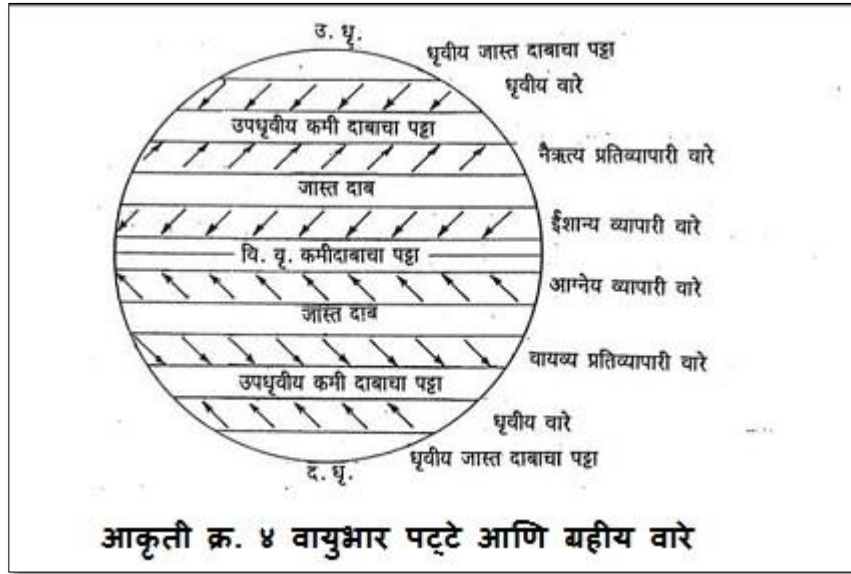 उ. धृ.
धृवीय जास्त दाबाचा पट्टा
धृवीय वारे
उपधृवीय कमी दाबाचा पट्टा
नैऋत्य प्रतिव्यापारी वारे
जास्त दाब
ईशान्य व्यापारी वारे
वि. वृ. कमीदाबाचा पट्टा
आग्नेय व्यापारी वारे
जास्त दाब
वायव्य प्रतिव्यापारी वारे
उपधृवीय कमी दाबाचा पट्टा
धृवीय वारे
धृवीय जास्त दाबाचा पट्टा
द. धृ.
आकृती क्र. ४ वायुभार पट्टे आणि ग्रहीय वारे